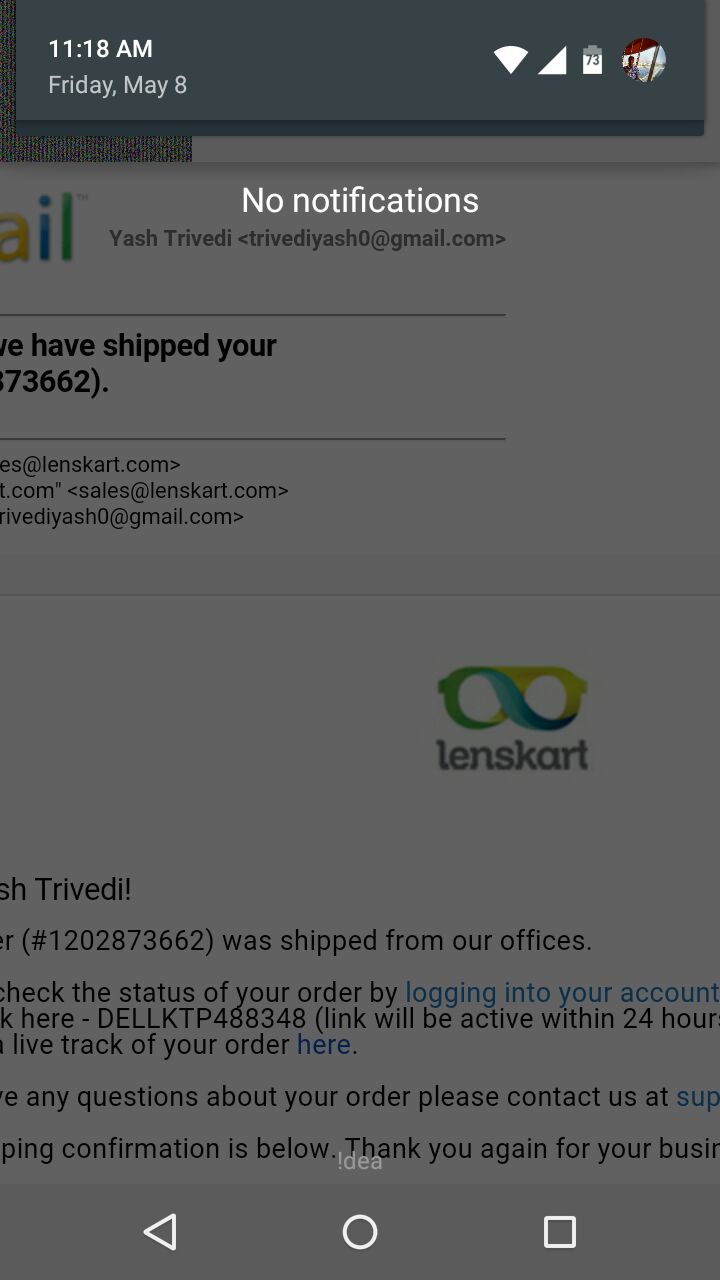 11:18 AM
Friday, May 8
73
No notifications
ail™
Yash Trivedi <trivediyash0@gmail.com>
we have shipped your
873662).
es@lenskart.com>
t.com" <sales@lenskart.com>
rivediyash0@gmail.com>
lenskart
sh Trivedi!
er (#1202873662) was shipped from our offices.
check the status of your order by logging into your account
k here - DELLKTP488348 (link will be active within 24 hours
a live track of your order here.
ve any questions about your order please contact us at sup
ping confirmation is below. Thank you again for your busin
!dea